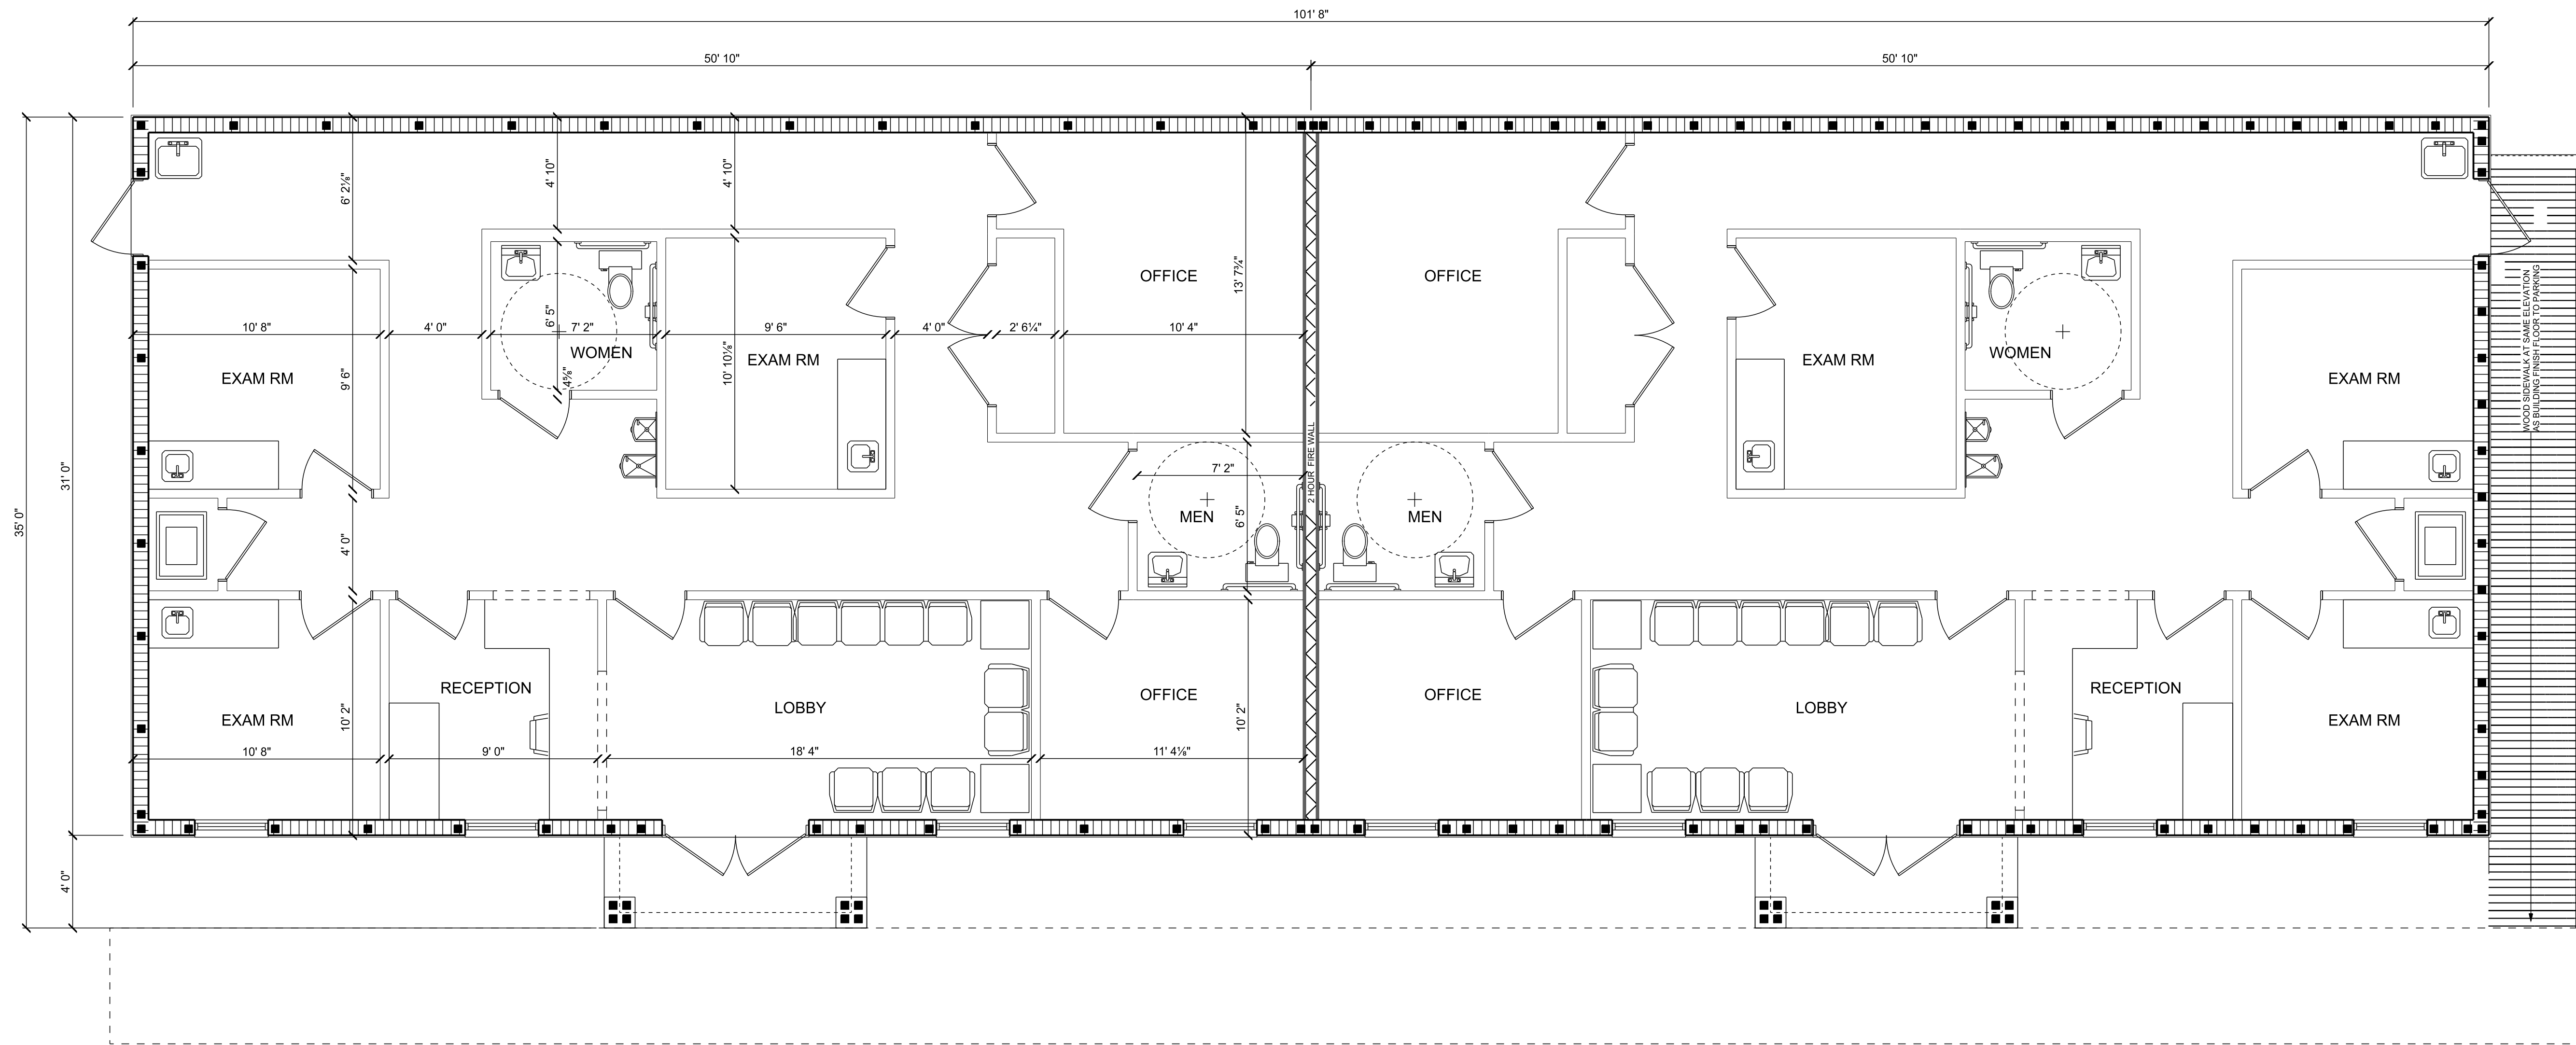 101' 8"
50' 10"
50' 10"
35' 0"
31' 0"
4' 0"
6' 2⅛"
4' 10"
4' 10"
13' 7¾"
OFFICE
OFFICE
10' 8"
4' 0"
6' 5"
7' 2"
9' 6"
4' 0"
2' 6¼"
10' 4"
WOMEN
EXAM RM
EXAM RM
WOMEN
EXAM RM
9' 6"
4⅝"
10' 10⅛"
EXAM RM
WOOD SIDEWALK AT SAME ELEVATION
AS BUILDING FINISH FLOOR TO PARKING
2 HOUR FIRE WALL
7' 2"
MEN
6' 5"
MEN
4' 0"
RECEPTION
OFFICE
OFFICE
RECEPTION
EXAM RM
10' 2"
LOBBY
10' 2"
LOBBY
EXAM RM
10' 8"
9' 0"
18' 4"
11' 4⅛"